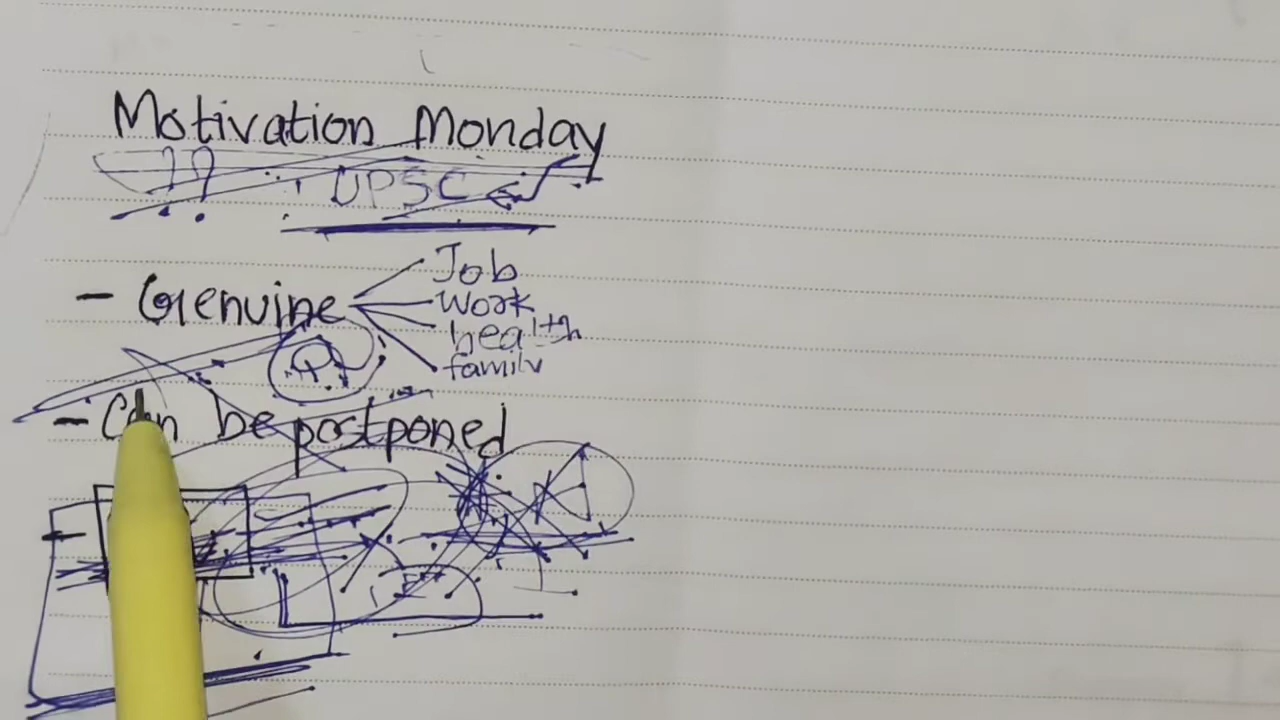 Motivation Monday
??
UPSC
- Genuine
Job
Work
health
family
- Can be postponed